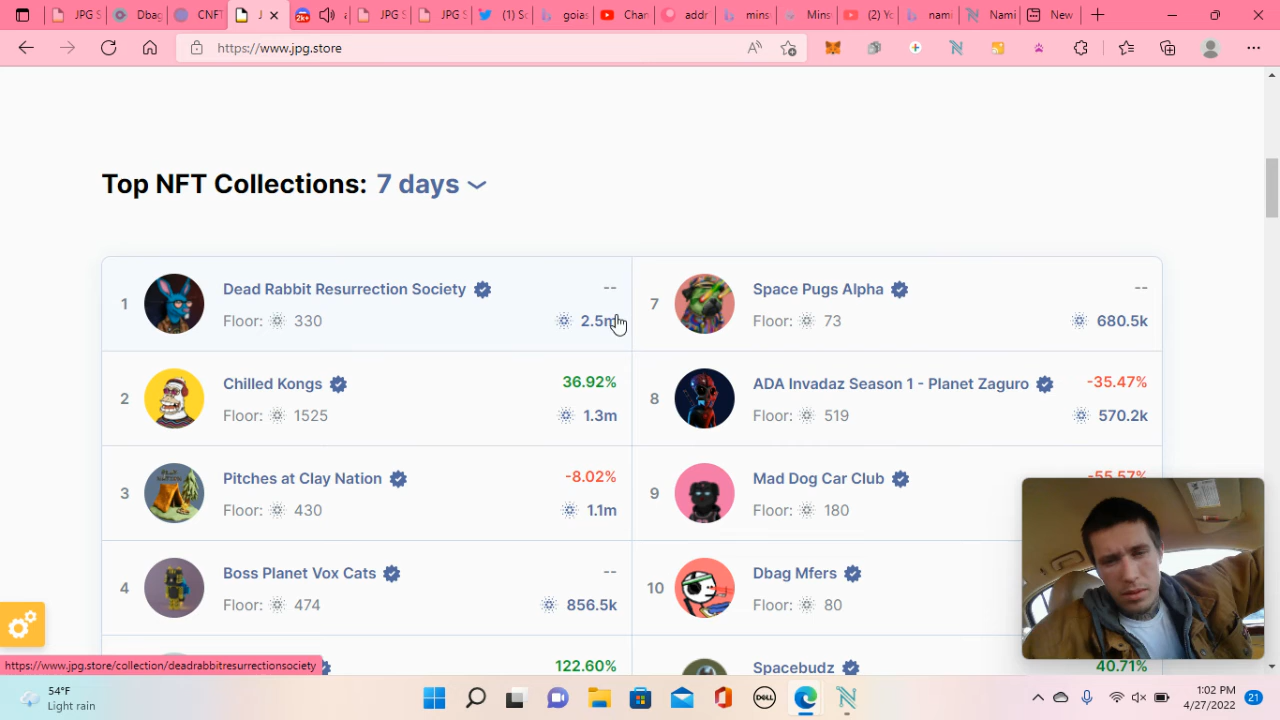 JPG S
Dbag
CNFT
J
2k+
a
JPG S
JPG S
(1) Sc
goias
Char
addr
mins
Mins
(2) Yo
nami
Nami
New
https://www.jpg.store
Top NFT Collections: 7 days
1
Dead Rabbit Resurrection Society
--
Floor: 330
2.5m
7
Space Pugs Alpha
--
Floor: 73
680.5k
2
Chilled Kongs
36.92%
Floor: 1525
1.3m
8
ADA Invadaz Season 1 - Planet Zaguro
-35.47%
Floor: 519
570.2k
3
Pitches at Clay Nation
-8.02%
Floor: 430
1.1m
9
Mad Dog Car Club
-55.57%
Floor: 180
4
Boss Planet Vox Cats
--
Floor: 474
856.5k
10
Dbag Mfers
Floor: 80
122.60%
Spacebudz
40.71%
https://www.jpg.store/collection/deadrabbitresurrectionsociety
54°F
Light rain
DELL
1:02 PM
4/27/2022
21